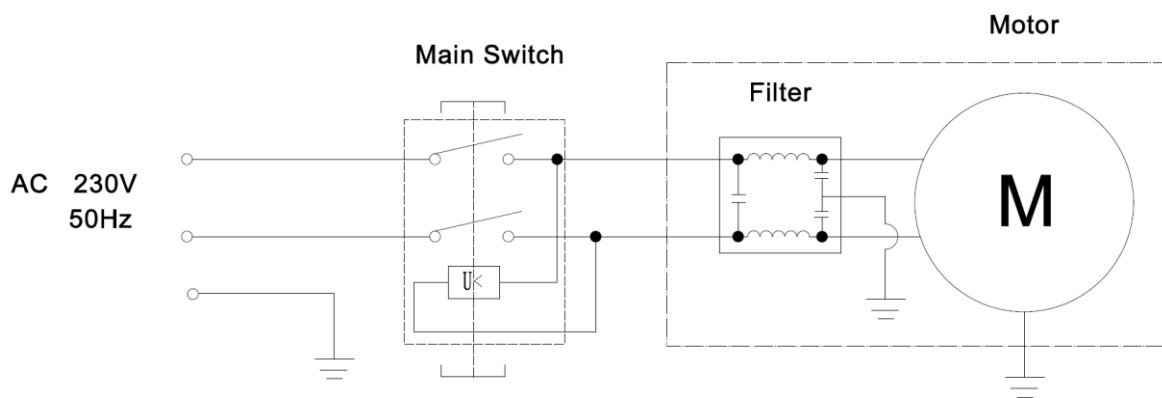 Motor
Main Switch
Filter
AC 230V
50Hz
U<
M